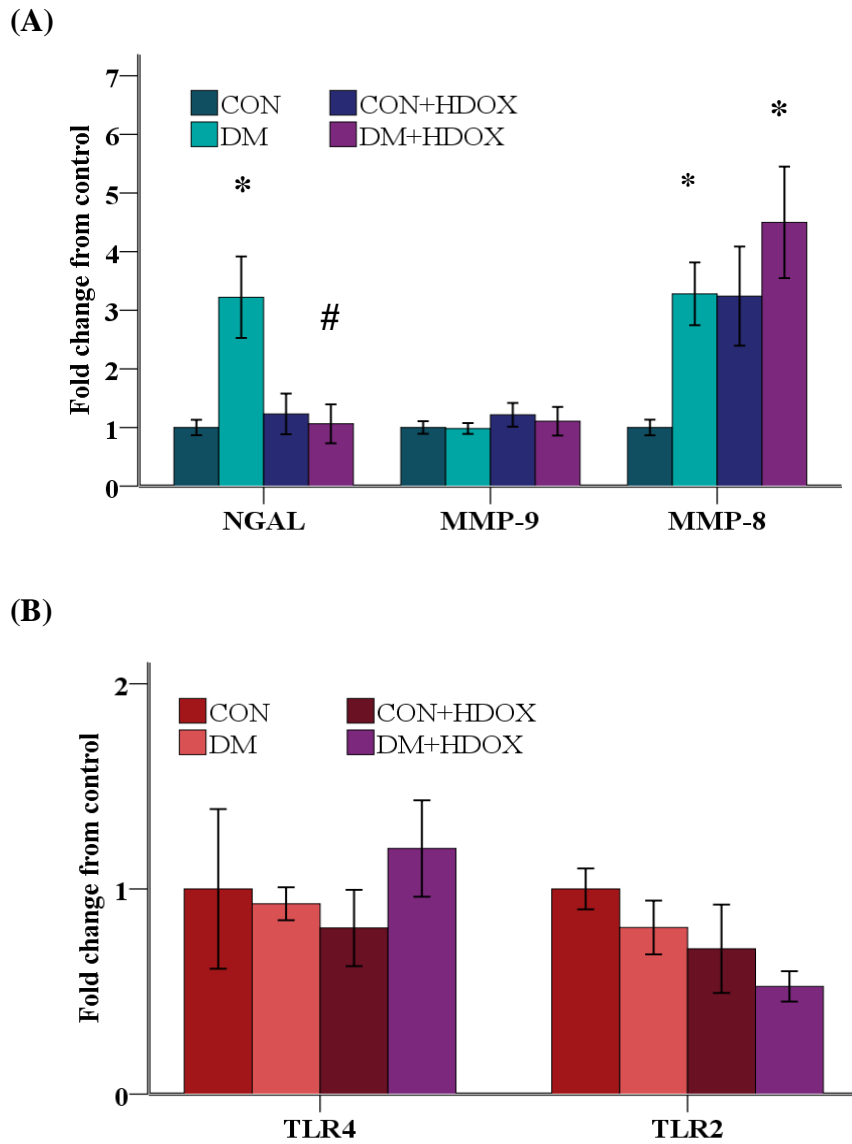 (A)
Fold change from control
7
6
5
4
3
2
1
0
CON
CON+HDOX
DM
DM+HDOX
*
#
*
*
NGAL
MMP-9
MMP-8
(B)
Fold change from control
2
1
0
CON
CON+HDOX
DM
DM+HDOX
TLR4
TLR2